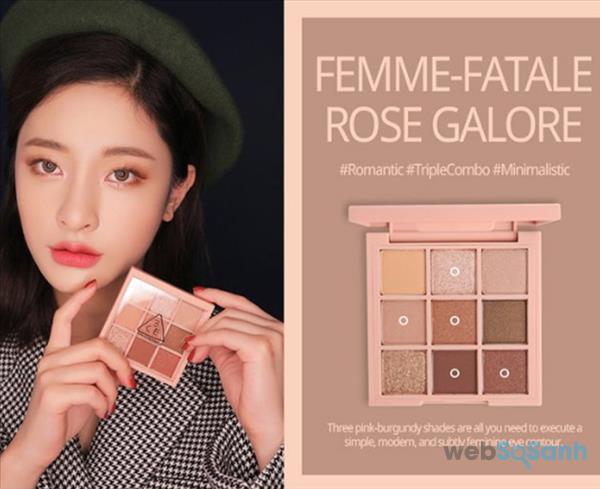 FEMME-FATALE
ROSE GALORE
#Romantic #TripleCombo #Minimalistic
3CE
Three pink-burgundy shades are all you need to execute a
simple, modern, and subtly feminine eye contour.
webSoSanh